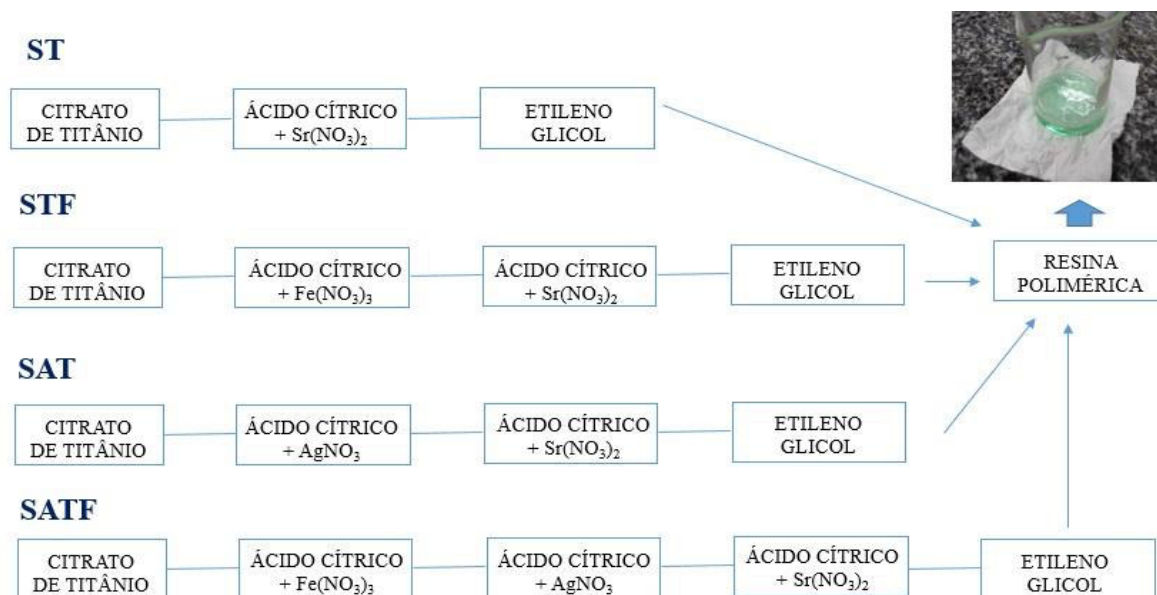 ST
CITRATO
DE TITÂNIO
ÁCIDO CÍTRICO
+ Sr(NO₃)₂
ETILENO
GLICOL
STF
CITRATO
DE TITÂNIO
ÁCIDO CÍTRICO
+ Fe(NO₃)₃
ÁCIDO CÍTRICO
+ Sr(NO₃)₂
ETILENO
GLICOL
RESINA
POLIMÉRICA
SAT
CITRATO
DE TITÂNIO
ÁCIDO CÍTRICO
+ AgNO₃
ÁCIDO CÍTRICO
+ Sr(NO₃)₂
ETILENO
GLICOL
SATF
CITRATO
DE TITÂNIO
ÁCIDO CÍTRICO
+ Fe(NO₃)₃
ÁCIDO CÍTRICO
+ AgNO₃
ÁCIDO CÍTRICO
+ Sr(NO₃)₂
ETILENO
GLICOL